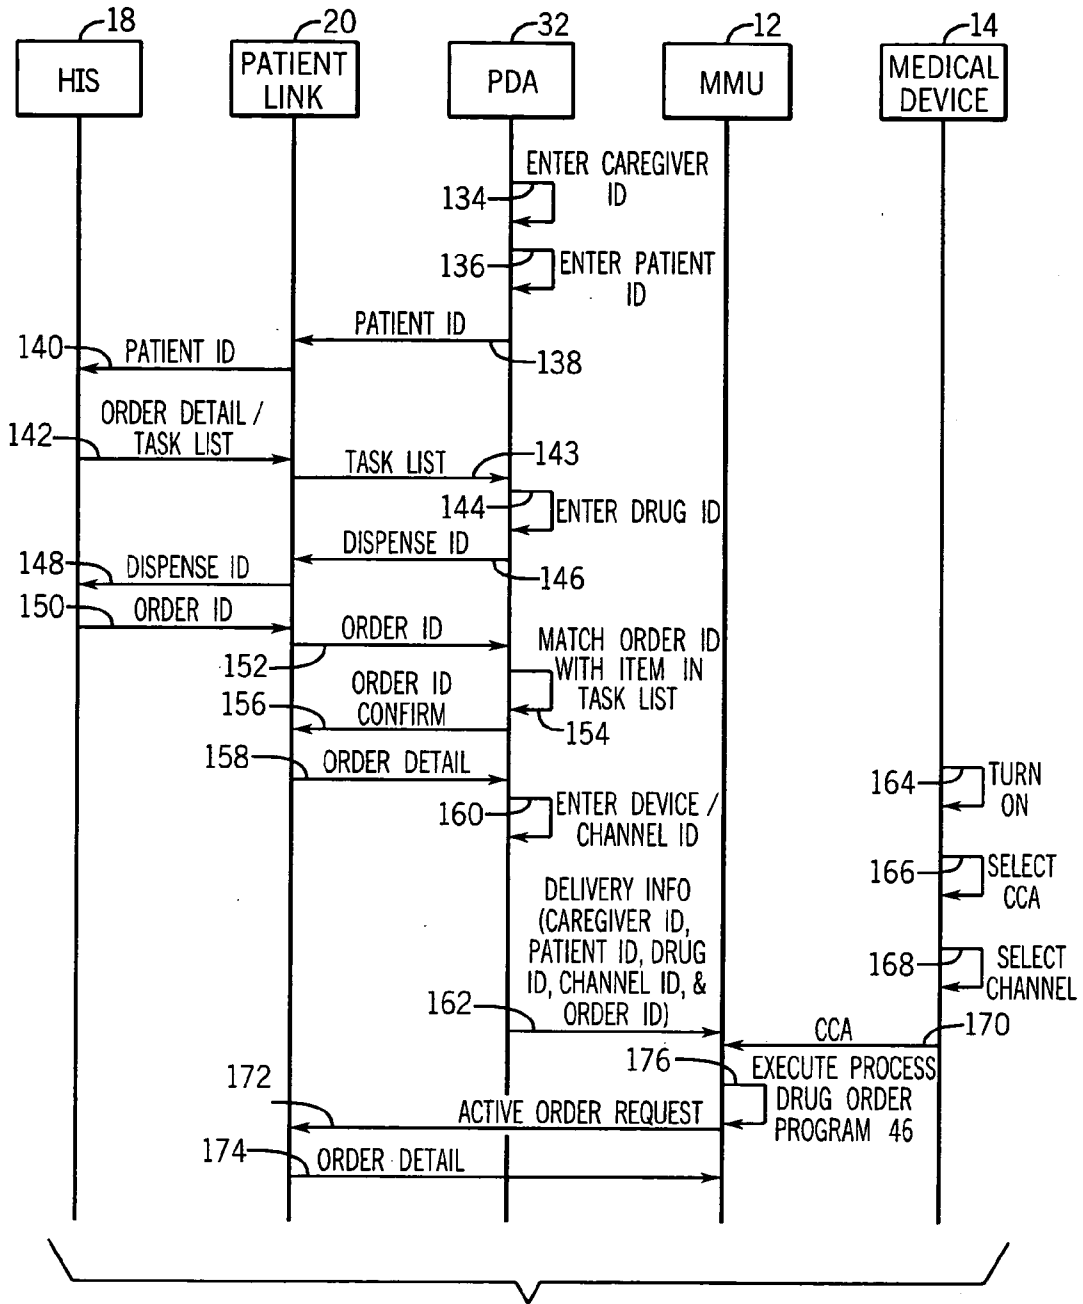 18
20
32
12
14
HIS
PATIENT
LINK
PDA
MMU
MEDICAL
DEVICE
ENTER CAREGIVER
ID
134
136
ENTER PATIENT
ID
PATIENT ID
138
140
PATIENT ID
ORDER DETAIL /
TASK LIST
142
TASK LIST
143
144
ENTER DRUG ID
DISPENSE ID
146
148
DISPENSE ID
150
ORDER ID
ORDER ID
152
MATCH ORDER ID
WITH ITEM IN
TASK LIST
154
ORDER ID
CONFIRM
156
158
ORDER DETAIL
160
ENTER DEVICE /
CHANNEL ID
164
TURN
ON
166
SELECT
CCA
168
SELECT
CHANNEL
DELIVERY INFO
(CAREGIVER ID,
PATIENT ID, DRUG
ID, CHANNEL ID, &
ORDER ID)
162
CCA
170
176
EXECUTE PROCESS
DRUG ORDER
PROGRAM 46
172
ACTIVE ORDER REQUEST
174
ORDER DETAIL